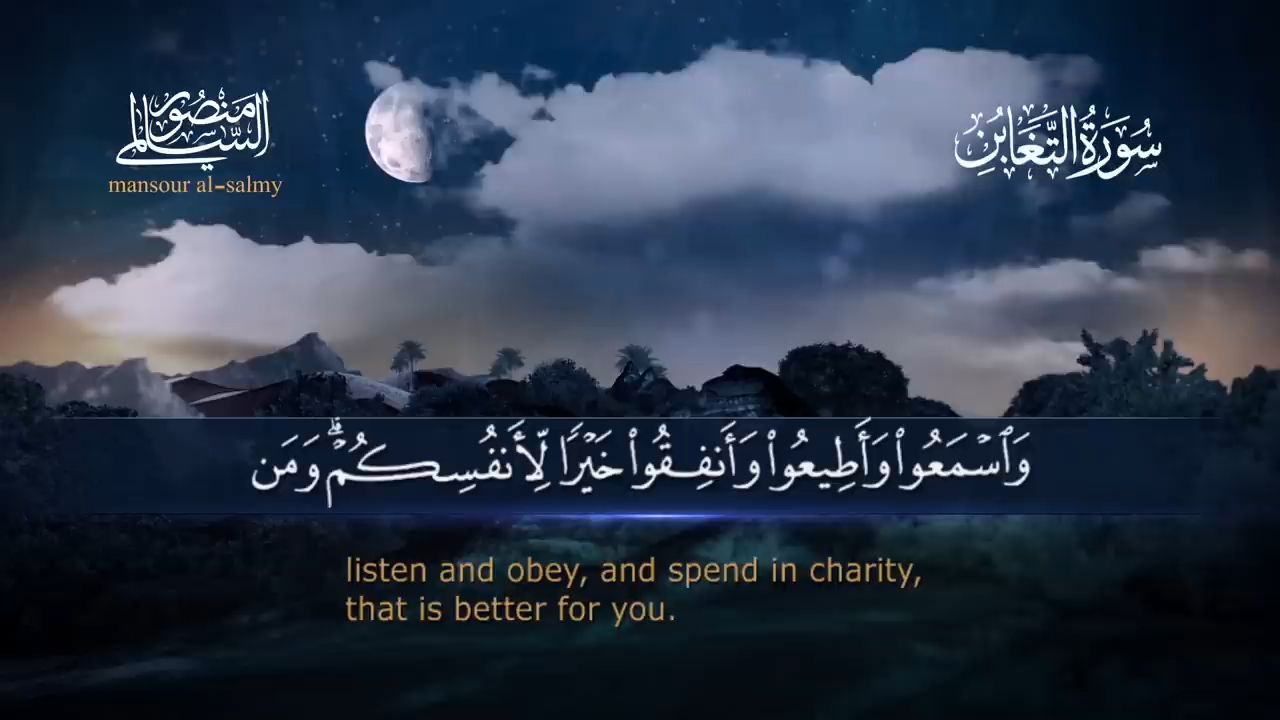 منصور السالمي
mansour al-salmy
سُورَةُ التَّغَابُنِ
وَٱسۡمَعُواْ وَأَطِيعُواْ وَأَنفِقُواْ خَيۡرٗا لِّأَنفُسِكُمۡۗ وَمَن
listen and obey, and spend in charity,
that is better for you.